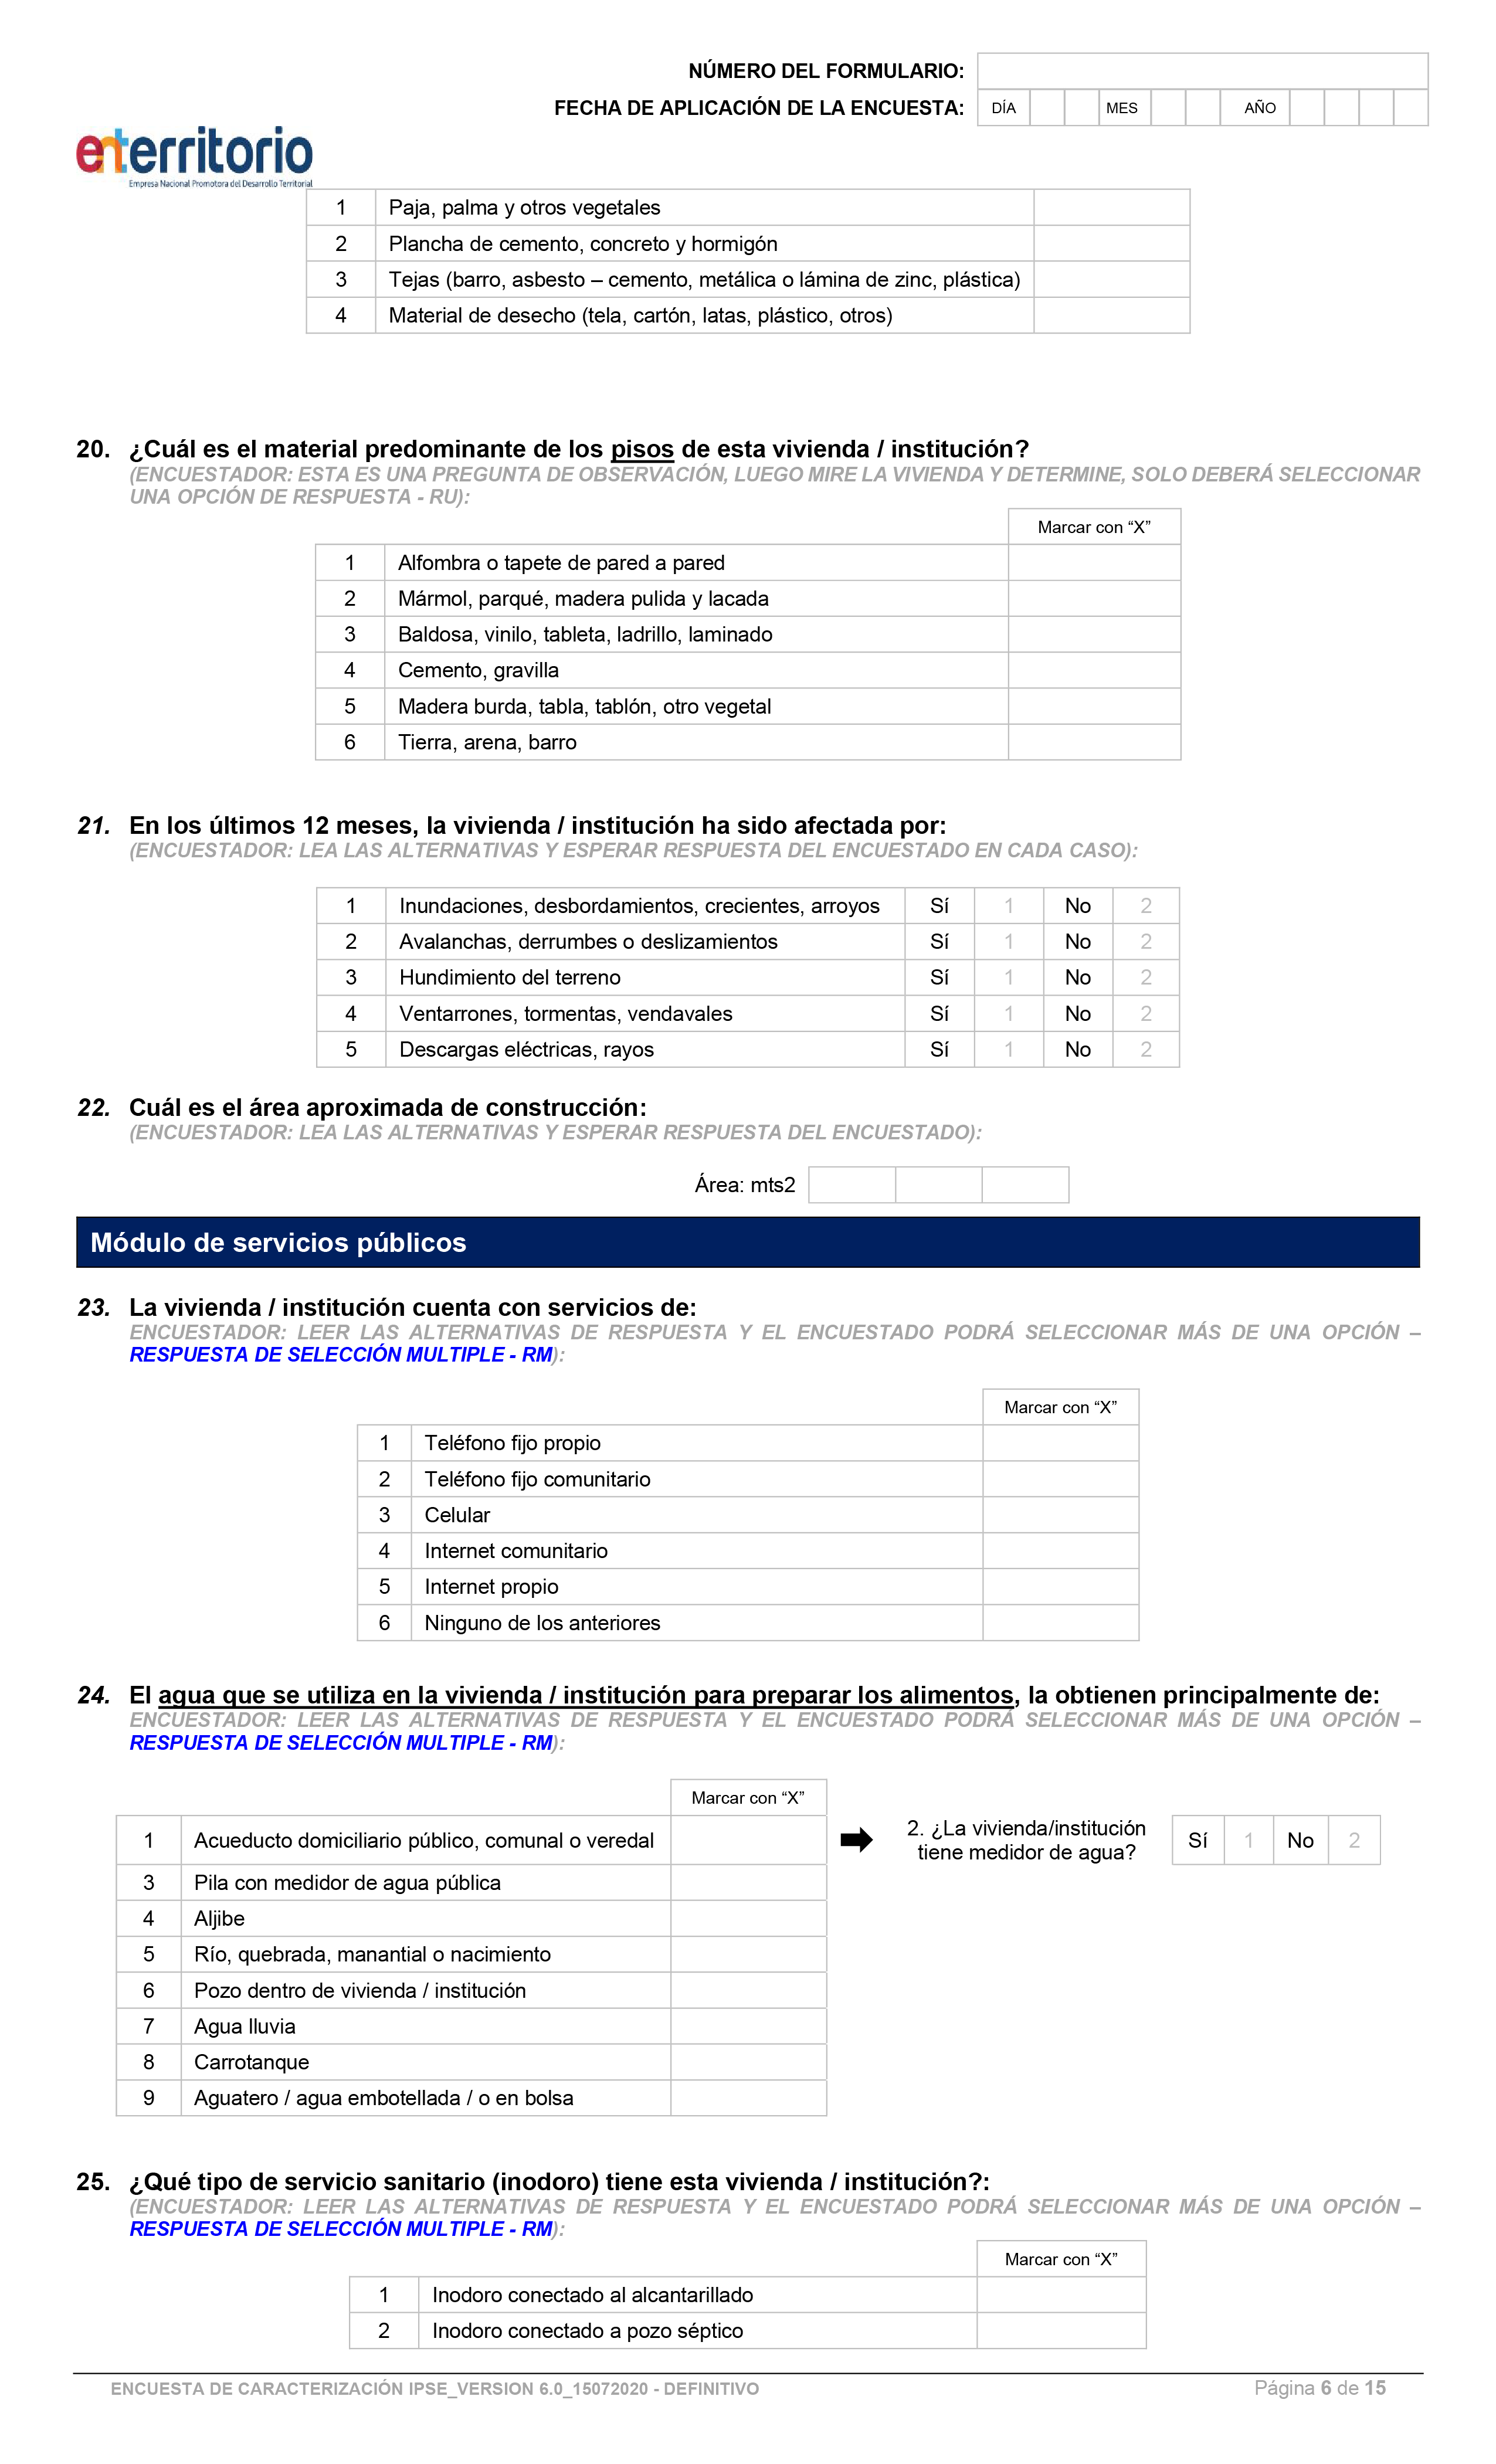 NÚMERO DEL FORMULARIO:
FECHA DE APLICACIÓN DE LA ENCUESTA: DÍA MES AÑO
enterritorio
Empresa Nacional Promotora del Desarrollo Territorial
1 Paja, palma y otros vegetales
2 Plancha de cemento, concreto y hormigón
3 Tejas (barro, asbesto – cemento, metálica o lámina de zinc, plástica)
4 Material de desecho (tela, cartón, latas, plástico, otros)
20. ¿Cuál es el material predominante de los pisos de esta vivienda / institución?
(ENCUESTADOR: ESTA ES UNA PREGUNTA DE OBSERVACIÓN, LUEGO MIRE LA VIVIENDA Y DETERMINE, SOLO DEBERÁ SELECCIONAR
UNA OPCIÓN DE RESPUESTA - RU):
Marcar con “X”
1 Alfombra o tapete de pared a pared
2 Mármol, parqué, madera pulida y lacada
3 Baldosa, vinilo, tableta, ladrillo, laminado
4 Cemento, gravilla
5 Madera burda, tabla, tablón, otro vegetal
6 Tierra, arena, barro
21. En los últimos 12 meses, la vivienda / institución ha sido afectada por:
(ENCUESTADOR: LEA LAS ALTERNATIVAS Y ESPERAR RESPUESTA DEL ENCUESTADO EN CADA CASO):
1 Inundaciones, desbordamientos, crecientes, arroyos Sí 1 No 2
2 Avalanchas, derrumbes o deslizamientos Sí 1 No 2
3 Hundimiento del terreno Sí 1 No 2
4 Ventarrones, tormentas, vendavales Sí 1 No 2
5 Descargas eléctricas, rayos Sí 1 No 2
22. Cuál es el área aproximada de construcción:
(ENCUESTADOR: LEA LAS ALTERNATIVAS Y ESPERAR RESPUESTA DEL ENCUESTADO):
Área: mts2
Módulo de servicios públicos
23. La vivienda / institución cuenta con servicios de:
ENCUESTADOR: LEER LAS ALTERNATIVAS DE RESPUESTA Y EL ENCUESTADO PODRÁ SELECCIONAR MÁS DE UNA OPCIÓN –
RESPUESTA DE SELECCIÓN MULTIPLE - RM):
Marcar con “X”
1 Teléfono fijo propio
2 Teléfono fijo comunitario
3 Celular
4 Internet comunitario
5 Internet propio
6 Ninguno de los anteriores
24. El agua que se utiliza en la vivienda / institución para preparar los alimentos, la obtienen principalmente de:
ENCUESTADOR: LEER LAS ALTERNATIVAS DE RESPUESTA Y EL ENCUESTADO PODRÁ SELECCIONAR MÁS DE UNA OPCIÓN –
RESPUESTA DE SELECCIÓN MULTIPLE - RM):
Marcar con “X”
1 Acueducto domiciliario público, comunal o veredal
2. ¿La vivienda/institución
tiene medidor de agua?
Sí 1 No 2
3 Pila con medidor de agua pública
4 Aljibe
5 Río, quebrada, manantial o nacimiento
6 Pozo dentro de vivienda / institución
7 Agua lluvia
8 Carrotanque
9 Aguatero / agua embotellada / o en bolsa
25. ¿Qué tipo de servicio sanitario (inodoro) tiene esta vivienda / institución?:
(ENCUESTADOR: LEER LAS ALTERNATIVAS DE RESPUESTA Y EL ENCUESTADO PODRÁ SELECCIONAR MÁS DE UNA OPCIÓN –
RESPUESTA DE SELECCIÓN MULTIPLE - RM):
Marcar con “X”
1 Inodoro conectado al alcantarillado
2 Inodoro conectado a pozo séptico
ENCUESTA DE CARACTERIZACIÓN IPSE_VERSION 6.0_15072020 - DEFINITIVO
Página 6 de 15